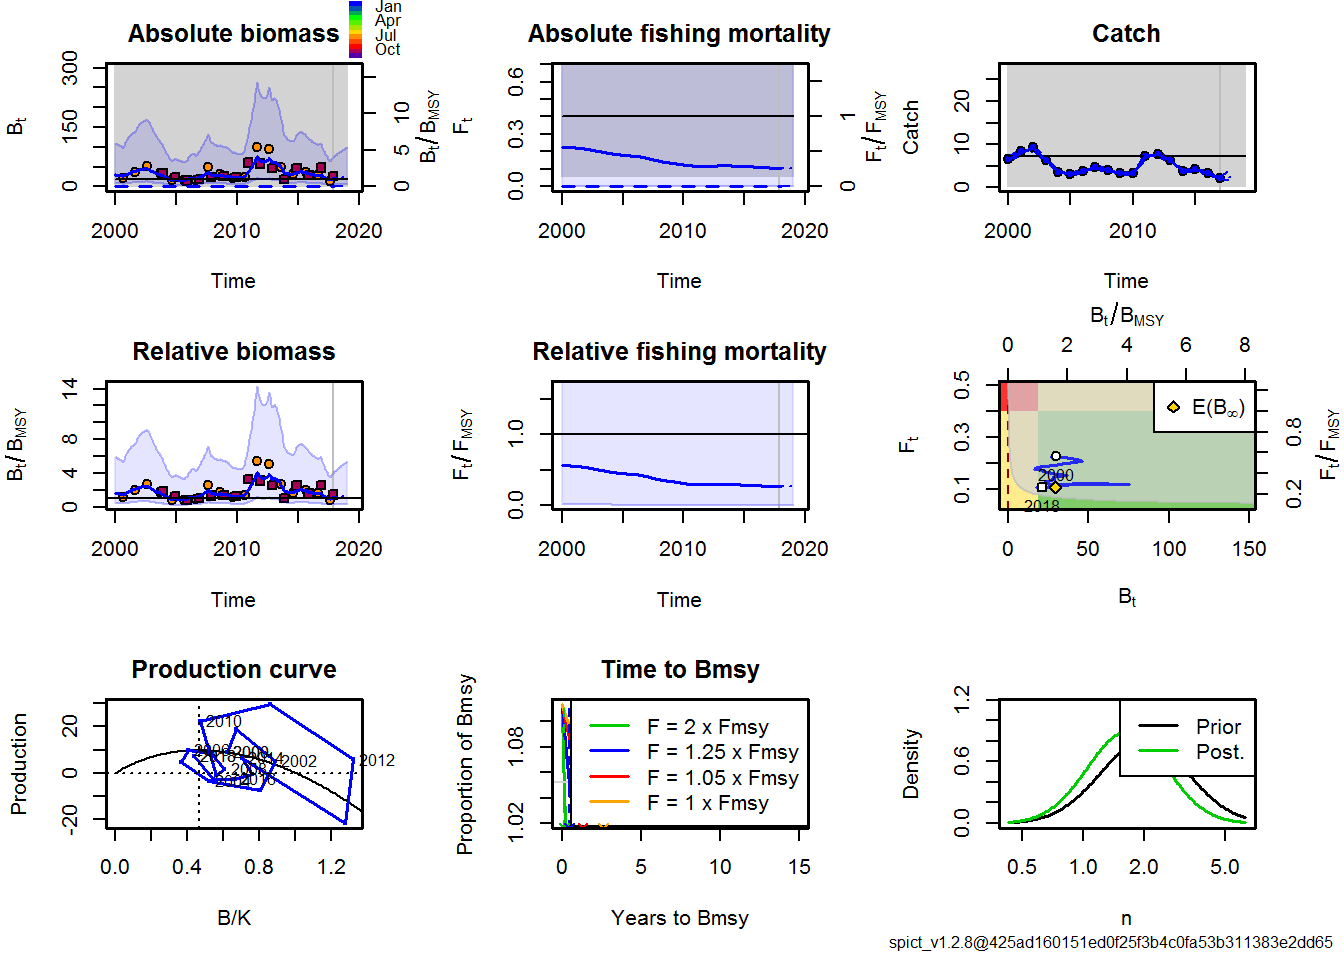 Jan
Apr
Jul
Oct
Absolute biomass
300
150
0
Bt
10
5
0
Bt/BMSY
2000 2010 2020
Time
Absolute fishing mortality
0.6
0.3
0.0
Ft
1
0
Ft/FMSY
2000 2010 2020
Time
Catch
20
10
0
Catch
2000 2010
Time
Relative biomass
14
8
4
0
Bt/BMSY
2000 2010 2020
Time
Relative fishing mortality
1.0
0.0
Ft/FMSY
2000 2010 2020
Time
Bt/BMSY
0 2 4 6 8
0.5
0.3
0.1
Ft
E(B∞)
2000
2018
0.8
0.2
Ft/FMSY
0 50 100 150
Bt
Production curve
20
0
-20
Production
2010
2002
2012
0.0 0.4 0.8 1.2
B/K
Time to Bmsy
1.08
1.02
Proportion of Bmsy
F = 2 x Fmsy
F = 1.25 x Fmsy
F = 1.05 x Fmsy
F = 1 x Fmsy
0 5 10 15
Years to Bmsy
1.2
0.6
0.0
Density
Prior
Post.
0.5 1.0 2.0 5.0
n
spict_v1.2.8@425ad160151ed0f25f3b4c0fa53b311383e2dd65